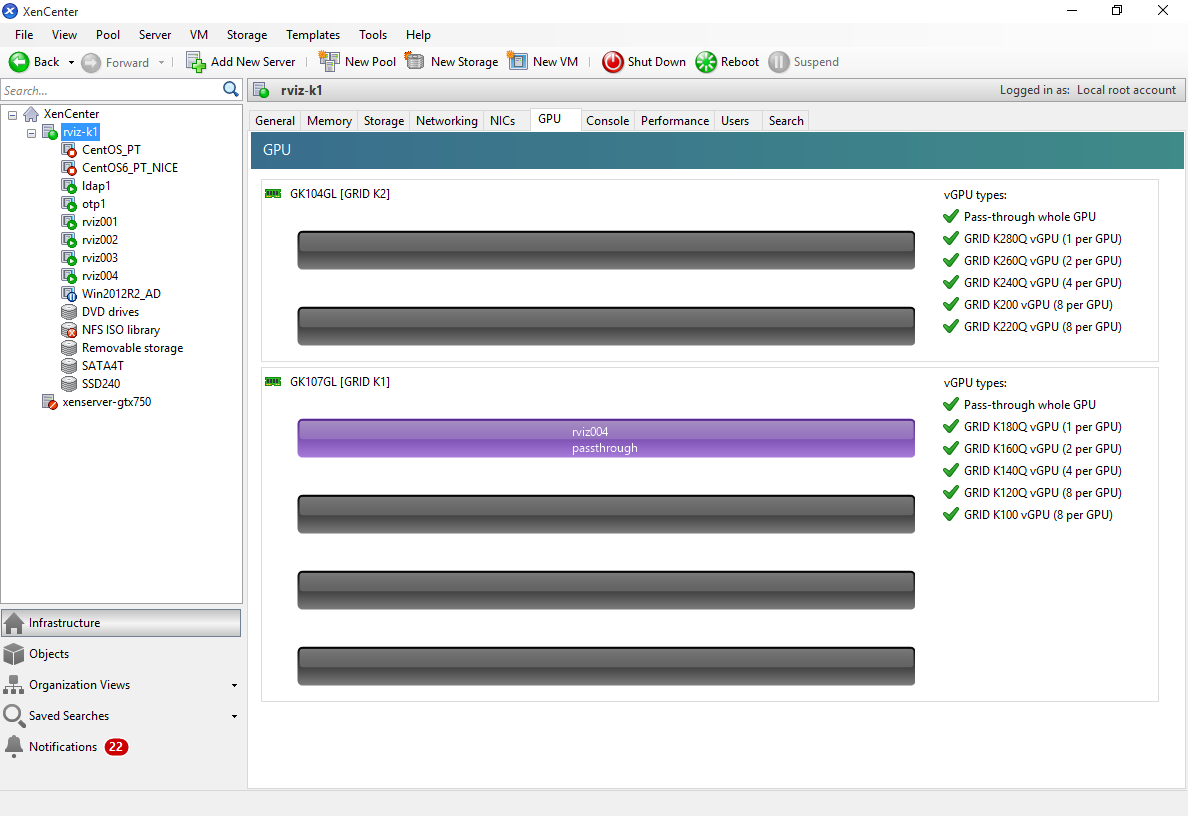 XenCenter
File View Pool Server VM Storage Templates Tools Help
Back Forward Add New Server New Pool New Storage New VM Shut Down Reboot Suspend
Search...
rviz-k1 Logged in as: Local root account
XenCenter
rviz-k1
CentOS_PT
CentOS6_PT_NICE
ldap1
otp1
rviz001
rviz002
rviz003
rviz004
Win2012R2_AD
DVD drives
NFS ISO library
Removable storage
SATA4T
SSD240
xenserver-gtx750
Infrastructure
Objects
Organization Views
Saved Searches
Notifications 22
General Memory Storage Networking NICs GPU Console Performance Users Search
GPU
GK104GL [GRID K2]
vGPU types:
Pass-through whole GPU
GRID K280Q vGPU (1 per GPU)
GRID K260Q vGPU (2 per GPU)
GRID K240Q vGPU (4 per GPU)
GRID K200 vGPU (8 per GPU)
GRID K220Q vGPU (8 per GPU)
GK107GL [GRID K1]
rviz004
passthrough
vGPU types:
Pass-through whole GPU
GRID K180Q vGPU (1 per GPU)
GRID K160Q vGPU (2 per GPU)
GRID K140Q vGPU (4 per GPU)
GRID K120Q vGPU (8 per GPU)
GRID K100 vGPU (8 per GPU)